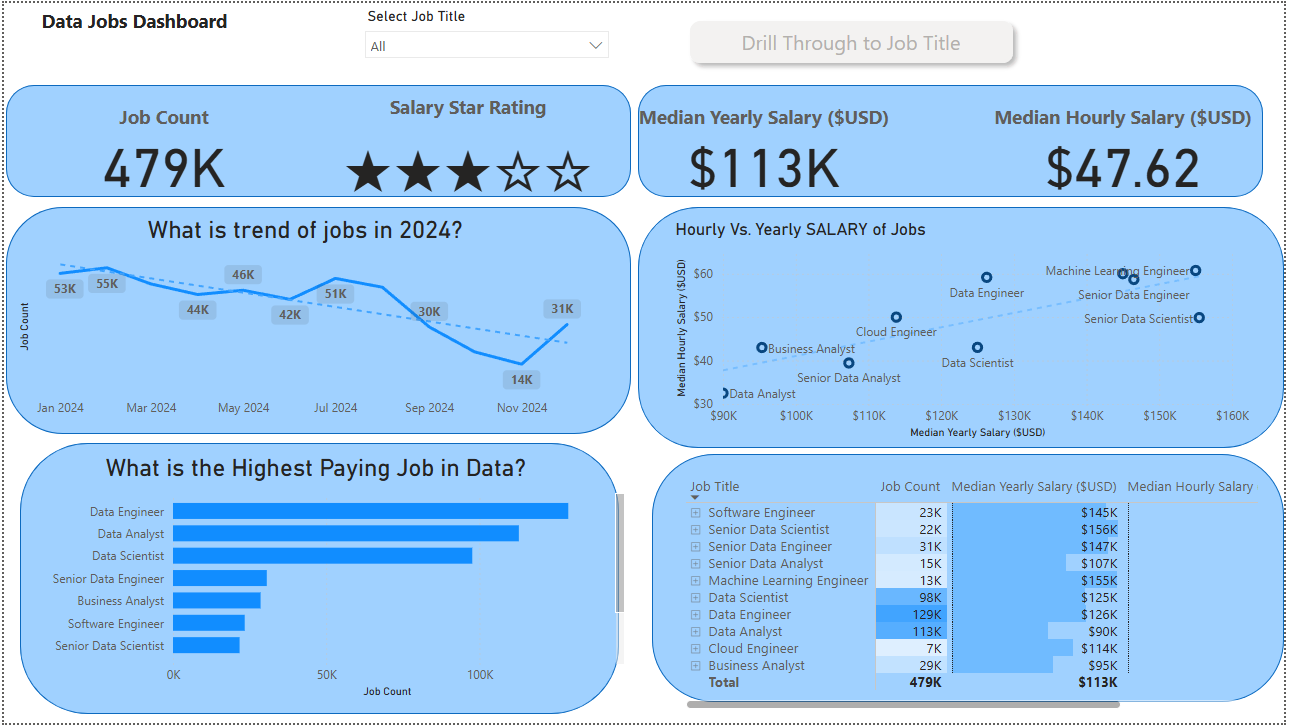 Data Jobs Dashboard
Select Job Title
All
Drill Through to Job Title
Job Count
Salary Star Rating
479K
Median Yearly Salary ($USD)
Median Hourly Salary ($USD)
$113K
$47.62
What is trend of jobs in 2024?
Job Count
53K
55K
44K
46K
42K
51K
30K
14K
31K
Jan 2024
Mar 2024
May 2024
Jul 2024
Sep 2024
Nov 2024
Hourly Vs. Yearly SALARY of Jobs
Median Hourly Salary ($USD)
$60
$50
$40
$30
Machine Learning Engineer
Data Engineer
Senior Data Engineer
Cloud Engineer
Senior Data Scientist
Business Analyst
Data Scientist
Senior Data Analyst
Data Analyst
$90K
$100K
$110K
$120K
$130K
$140K
$150K
$160K
Median Yearly Salary ($USD)
What is the Highest Paying Job in Data?
Data Engineer
Data Analyst
Data Scientist
Senior Data Engineer
Business Analyst
Software Engineer
Senior Data Scientist
0K
50K
100K
Job Count
Job Title Job Count Median Yearly Salary ($USD) Median Hourly Salary
Software Engineer 23K $145K
Senior Data Scientist 22K $156K
Senior Data Engineer 31K $147K
Senior Data Analyst 15K $107K
Machine Learning Engineer 13K $155K
Data Scientist 98K $125K
Data Engineer 129K $126K
Data Analyst 113K $90K
Cloud Engineer 7K $114K
Business Analyst 29K $95K
Total 479K $113K